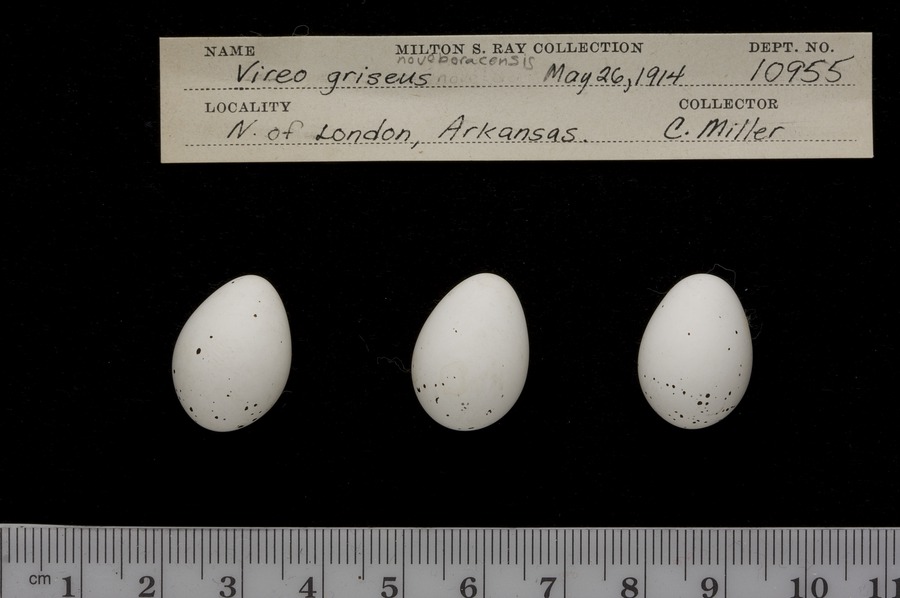 NAME MILTON S. RAY COLLECTION DEPT. NO.
noveboracensis
Vireo griseus May 26, 1914 10955
LOCALITY COLLECTOR
N. of London, Arkansas. C. Miller
cm 1 2 3 4 5 6 7 8 9 10 11